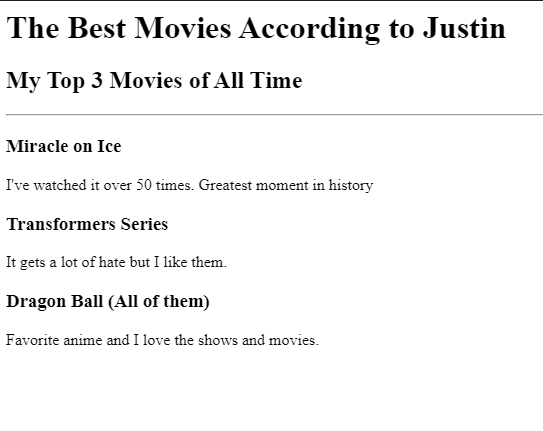 The Best Movies According to Justin
My Top 3 Movies of All Time
Miracle on Ice
I've watched it over 50 times. Greatest moment in history
Transformers Series
It gets a lot of hate but I like them.
Dragon Ball (All of them)
Favorite anime and I love the shows and movies.